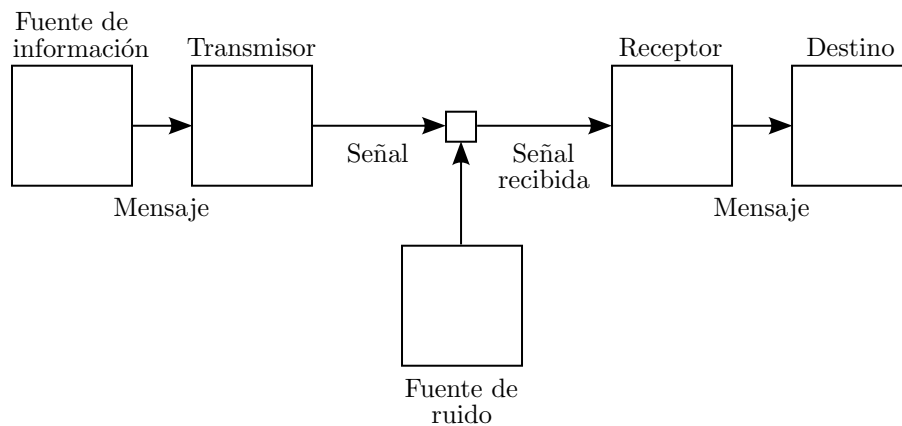 Fuente de
información
Transmisor
Receptor
Destino
Señal
Señal
recibida
Mensaje
Mensaje
Fuente de
ruido